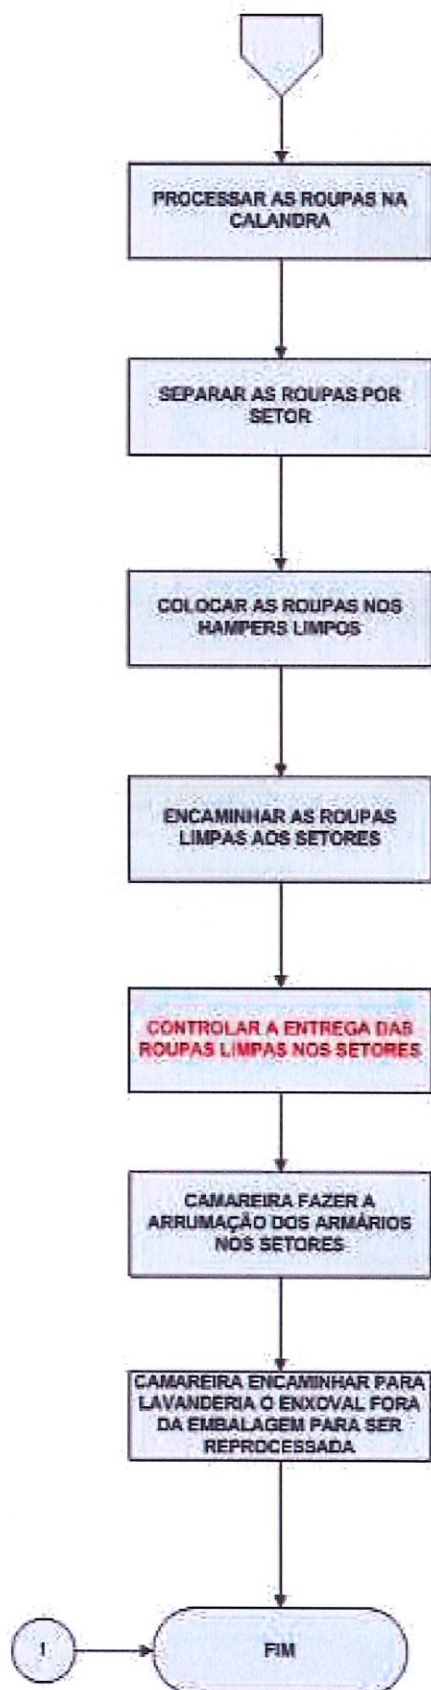 PROCESSAR AS ROUPAS NA
CALANDRA
SEPARAR AS ROUPAS POR
SETOR
COLOCAR AS ROUPAS NOS
HAMPERS LIMPOS
ENCAMINHAR AS ROUPAS
LIMPAS AOS SETORES
CONTROLAR A ENTREGA DAS
ROUPAS LIMPAS NOS SETORES
CAMAREIRA FAZER A
ARRUMAÇÃO DOS ARMÁRIOS
NOS SETORES
CAMAREIRA ENCAMINHAR PARA
LAVANDERIA O ENXOVAL FORA
DA EMBALAGEM PARA SER
REPROCESSADA
1
FIM